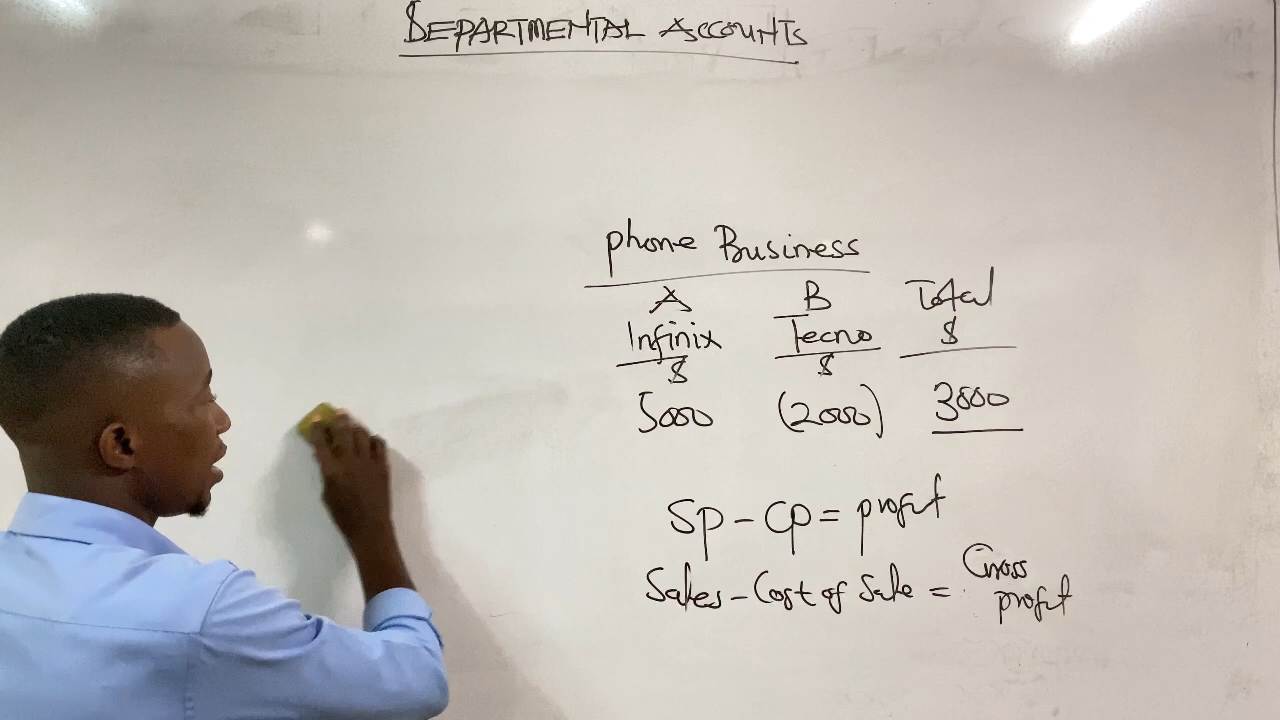 DEPARTMENTAL ACCOUNTS
phone Business
A B Total
Infinix Tecno $
$ $
5000 (2000) 3000
Sp - Cp = profit
Sales - Cost of Sale = Gross profit